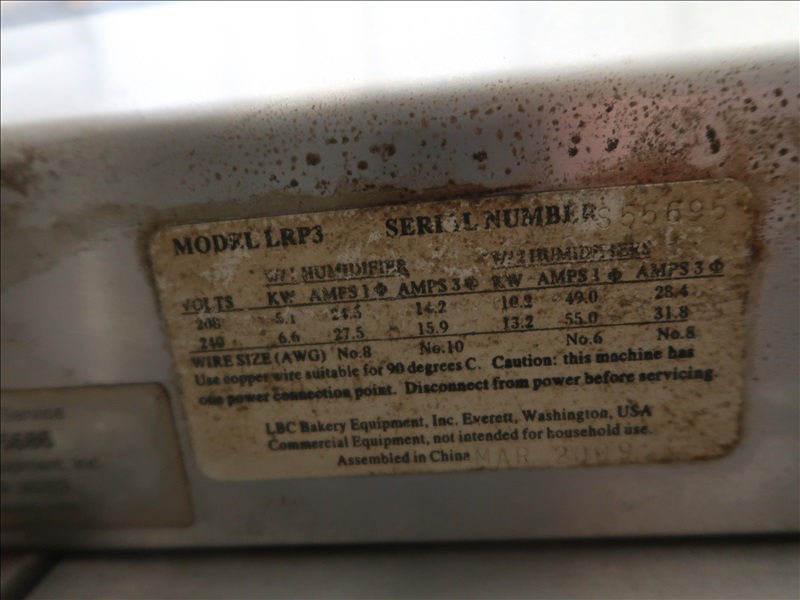 MODEL LRP3 SERIAL NUMBER S55695
W/1 HUMIDIFIER W/2 HUMIDIFIERS
VOLTS KW AMPS 1 Φ AMPS 3 Φ KW AMPS 1 Φ AMPS 3 Φ
208 5.1 24.5 14.2 10.2 49.0 28.4
240 6.6 27.5 15.9 13.2 55.0 31.8
WIRE SIZE (AWG) No.8 No.10 No.6 No.8
Use copper wire suitable for 90 degrees C. Caution: this machine has
one power connection point. Disconnect from power before servicing.
LBC Bakery Equipment, Inc. Everett, Washington, USA
Commercial Equipment, not intended for household use.
Assembled in China MAR 2009
Service
Inc.